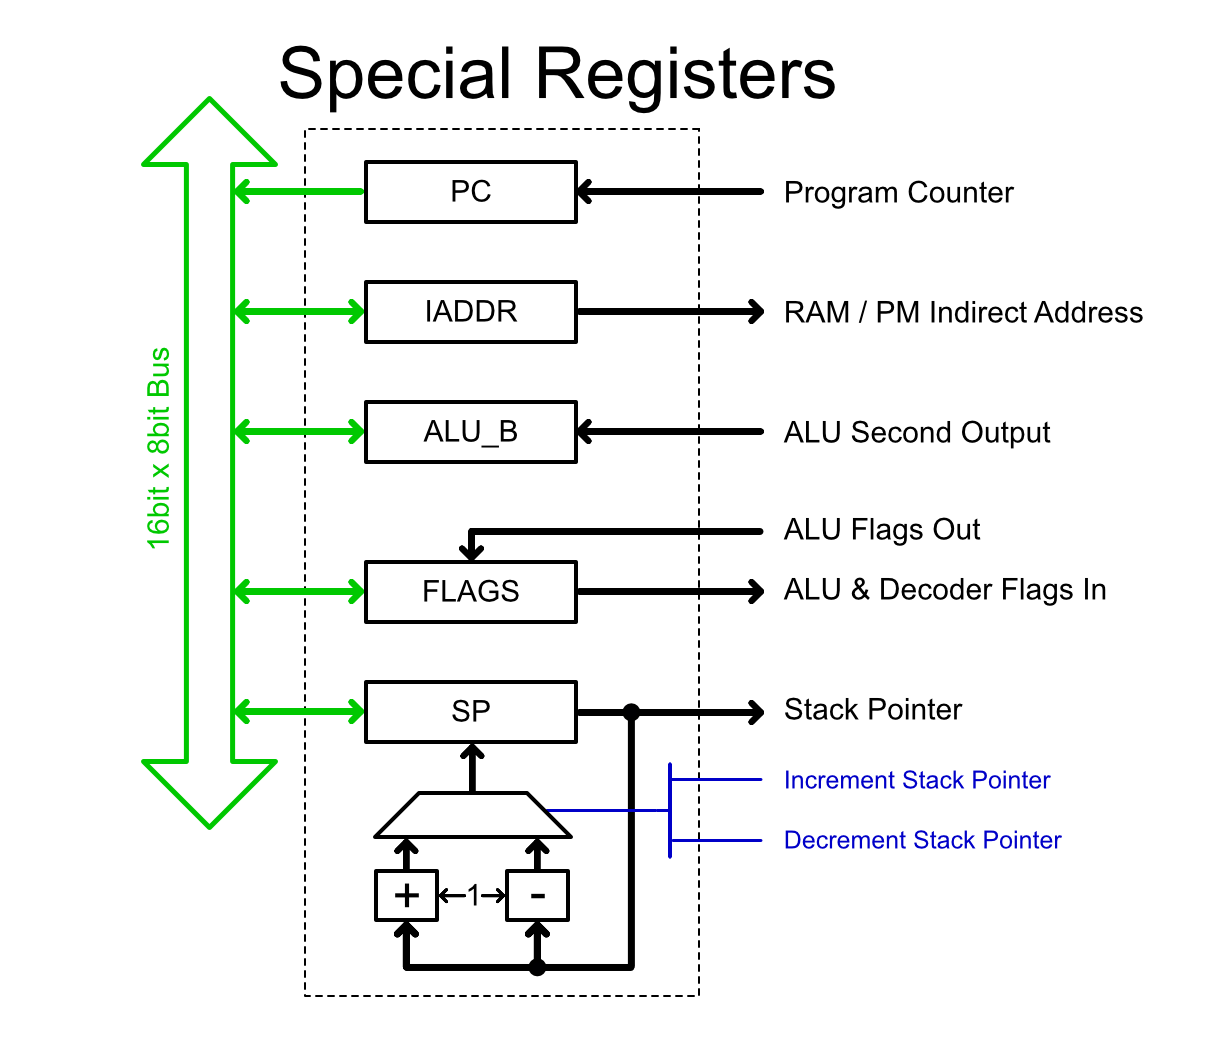 Special Registers
PC
Program Counter
IADDR
RAM / PM Indirect Address
16bit x 8bit Bus
ALU_B
ALU Second Output
ALU Flags Out
FLAGS
ALU & Decoder Flags In
SP
Stack Pointer
Increment Stack Pointer
Decrement Stack Pointer
+
1
-